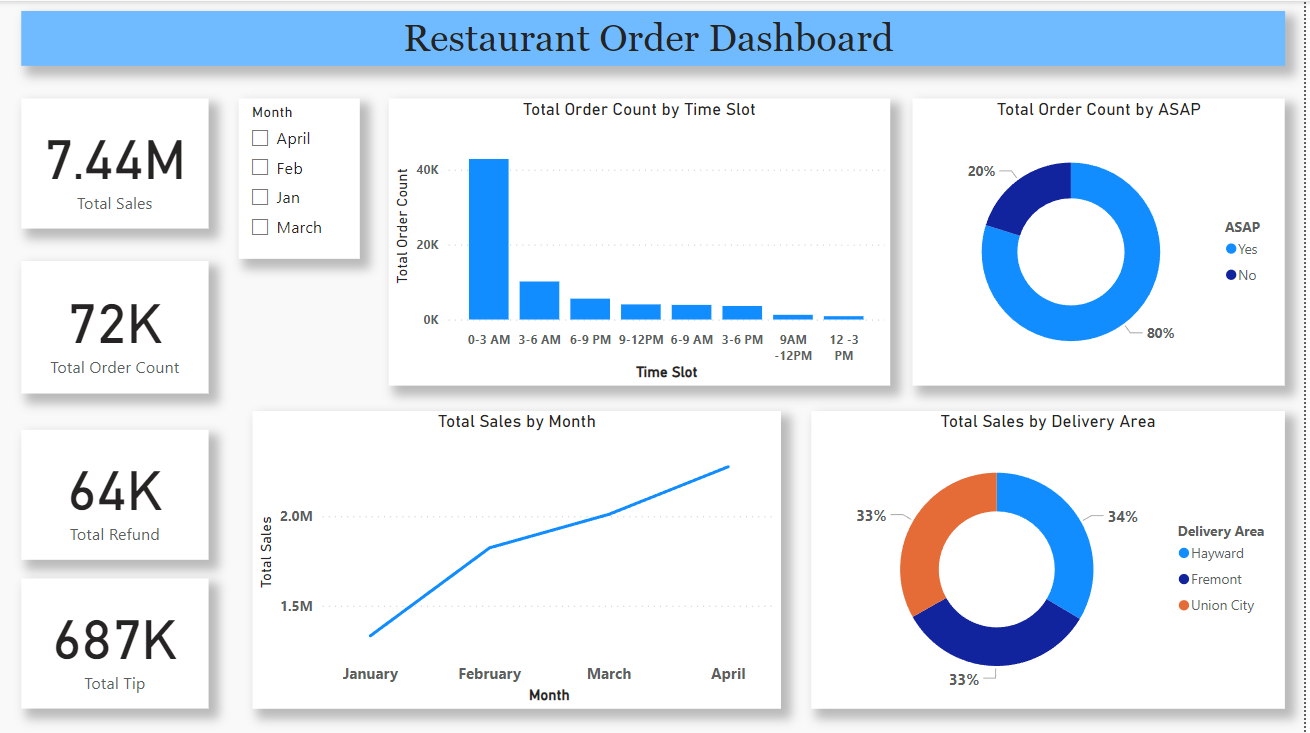 Restaurant Order Dashboard
7.44M
Total Sales
72K
Total Order Count
64K
Total Refund
687K
Total Tip
Month
April
Feb
Jan
March
Total Order Count by Time Slot
Total Order Count
40K
20K
0K
0-3 AM 3-6 AM 6-9 PM 9-12PM 6-9 AM 3-6 PM 9AM 12 -3
-12PM PM
Time Slot
Total Order Count by ASAP
20%
80%
ASAP
Yes
No
Total Sales by Month
Total Sales
2.0M
1.5M
January February March April
Month
Total Sales by Delivery Area
33%
34%
33%
Delivery Area
Hayward
Fremont
Union City